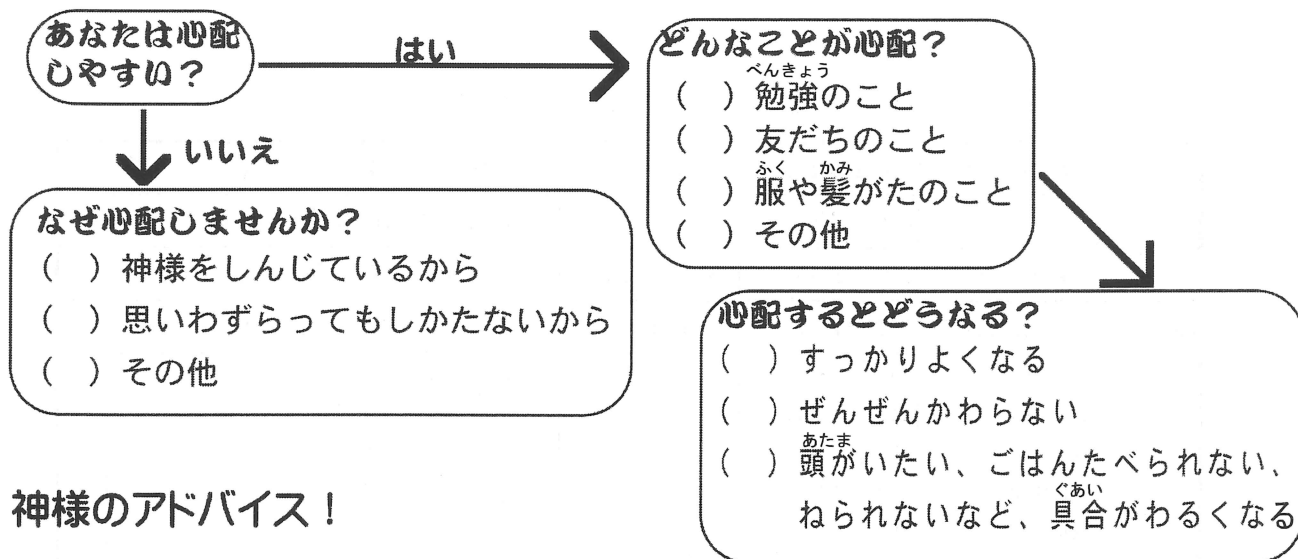 あなたは心配
しやすい？
はい
どんなことが心配？
べんきょう
（　）勉強のこと
（　）友だちのこと
ふく　かみ
（　）服や髪がたのこと
（　）その他
いいえ
なぜ心配しませんか？
（　）神様をしんじているから
（　）思いわずらってもしかたないから
（　）その他
心配するとどうなる？
（　）すっかりよくなる
（　）ぜんぜんかわらない
あたま
（　）頭がいたい、ごはんたべられない、
ぐあい
ねられないなど、具合がわるくなる
神様のアドバイス！